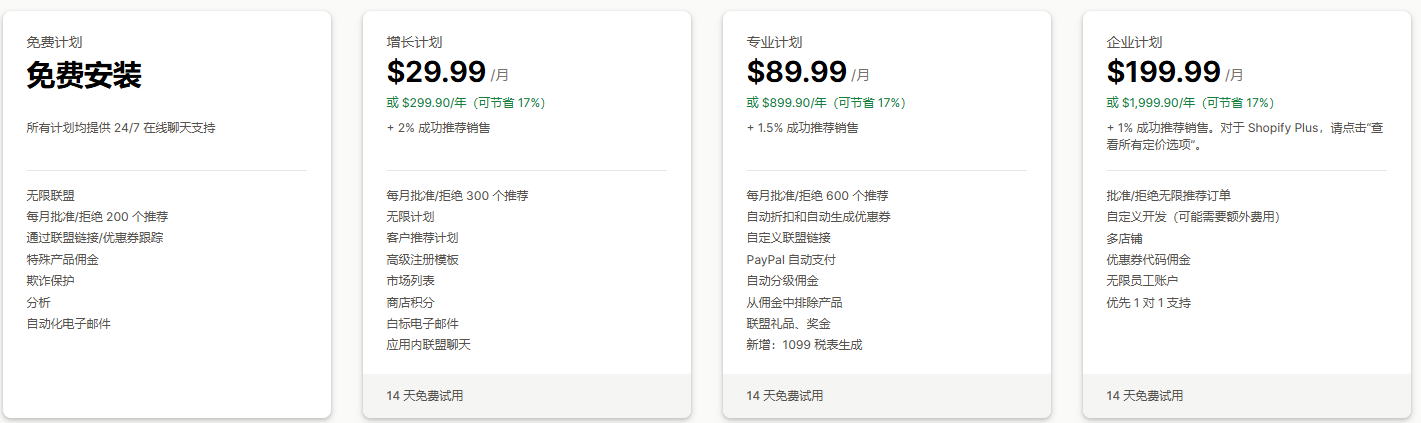 免费计划
免费安装
所有计划均提供 24/7 在线聊天支持
无限联盟
每月批准/拒绝 200 个推荐
通过联盟链接/优惠券跟踪
特殊产品佣金
欺诈保护
分析
自动化电子邮件
增长计划
$29.99 /月
或 $299.90/年（可节省 17%）
+ 2% 成功推荐销售
每月批准/拒绝 300 个推荐
无限计划
客户推荐计划
高级注册模板
市场列表
商店积分
白标电子邮件
应用内联盟聊天
14 天免费试用
专业计划
$89.99 /月
或 $899.90/年（可节省 17%）
+ 1.5% 成功推荐销售
每月批准/拒绝 600 个推荐
自动折扣和自动生成优惠券
自定义联盟链接
PayPal 自动支付
自动分级佣金
从佣金中排除产品
联盟礼品、奖金
新增：1099 税表生成
14 天免费试用
企业计划
$199.99 /月
或 $1,999.90/年（可节省 17%）
+ 1% 成功推荐销售。对于 Shopify Plus，请点击“查
看所有定价选项”。
批准/拒绝无限推荐订单
自定义开发（可能需要额外费用）
多店铺
优惠券代码佣金
无限员工账户
优先 1 对 1 支持
14 天免费试用